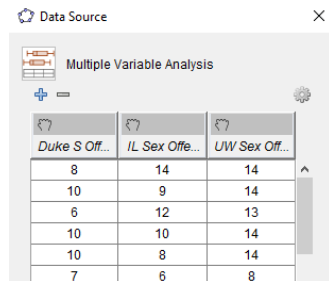 Data Source
Multiple Variable Analysis
Duke S Off... IL Sex Offe... UW Sex Off...
8 14 14
10 9 14
6 12 13
10 10 14
10 8 14
7 6 8